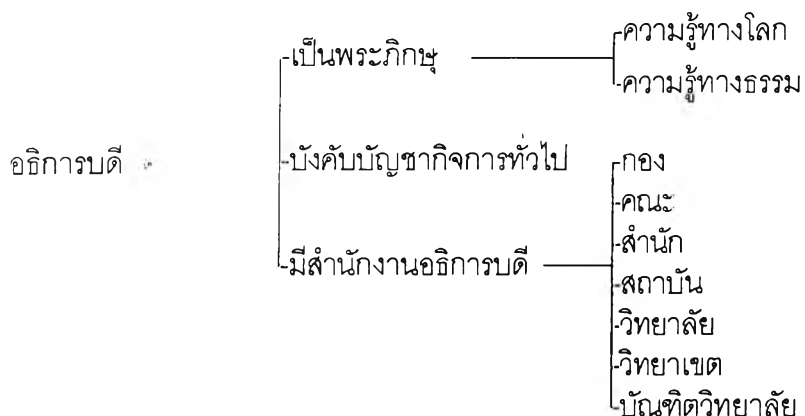 อธิการบดี
-เป็นพระภิกษุ
-ความรู้ทางโลก
-ความรู้ทางธรรม
-บังคับบัญชากิจการทั่วไป
-มีสำนักงานอธิการบดี
-กอง
-คณะ
-สำนัก
-สถาบัน
-วิทยาลัย
-วิทยาเขต
-บัณฑิตวิทยาลัย